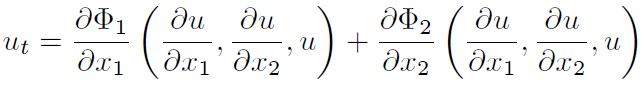 $u_t = \frac{\partial \Phi_1}{\partial x_1}\left(\frac{\partial u}{\partial x_1}, \frac{\partial u}{\partial x_2}, u\right) + \frac{\partial \Phi_2}{\partial x_2}\left(\frac{\partial u}{\partial x_1}, \frac{\partial u}{\partial x_2}, u\right)$